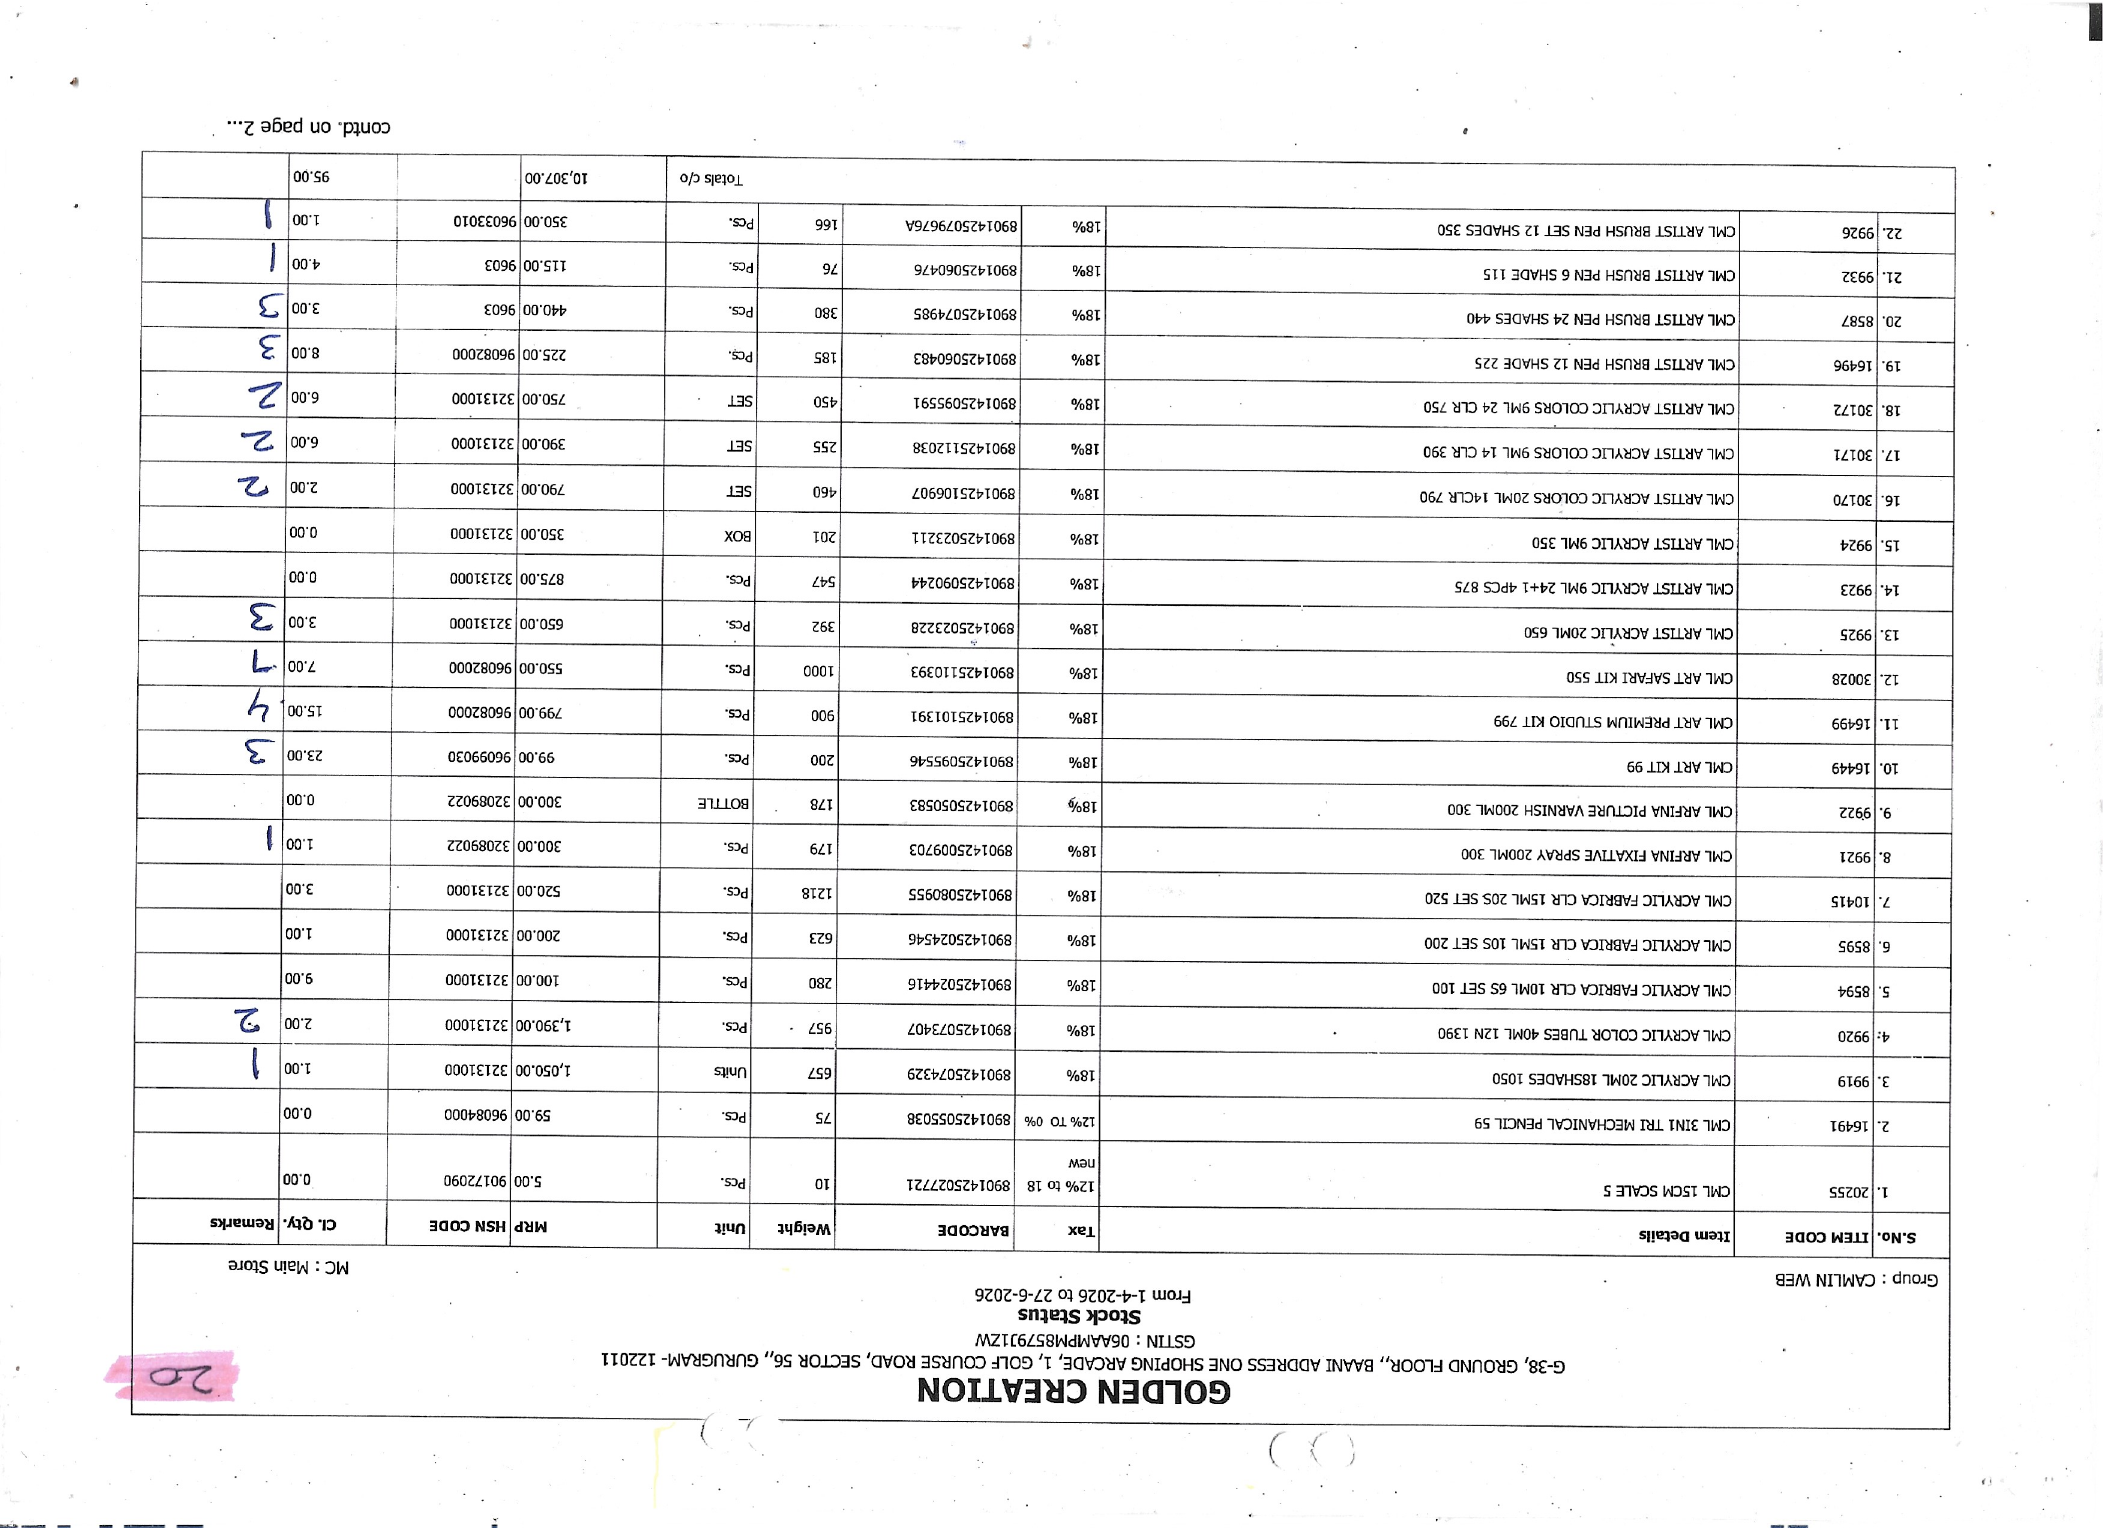 20
GOLDEN CREATION
G-38, GROUND FLOOR,, BAANI ADDRESS ONE SHOPING ARCADE, 1, GOLF COURSE ROAD, SECTOR 56,, GURUGRAM- 122011
GSTIN : 06AAMPM8579J1ZW
Stock Status
From 1-4-2026 to 27-6-2026
Group : CAMLIN WEB MC : Main Store
S.No. ITEM CODE Item Details Tax BARCODE Weight Unit MRP HSN CODE Cl. Qty. Remarks
1. 20255 CML 15CM SCALE 5 12% to 18 8901425027721 10 Pcs. 5.00 90172090 0.00
new
2. 16491 CML 3IN1 TRI MECHANICAL PENCIL 59 12% TO 0% 8901425055038 75 Pcs. 59.00 96084000 0.00
3. 9919 CML ACRYLIC 20ML 18SHADES 1050 18% 8901425074329 657 Units 1,050.00 32131000 1.00 1
4. 9920 CML ACRYLIC COLOR TUBES 40ML 12N 1390 18% 8901425073407 957 Pcs. 1,390.00 32131000 2.00 2
5. 8594 CML ACRYLIC FABRICA CLR 10ML 6S SET 100 18% 8901425024416 280 Pcs. 100.00 32131000 9.00
6. 8595 CML ACRYLIC FABRICA CLR 15ML 10S SET 200 18% 8901425024546 623 Pcs. 200.00 32131000 1.00
7. 10415 CML ACRYLIC FABRICA CLR 15ML 20S SET 520 18% 8901425080955 1218 Pcs. 520.00 32131000 3.00
8. 9921 CML ARFINA FIXATIVE SPRAY 200ML 300 18% 8901425009703 179 Pcs. 300.00 32089022 1.00 1
9. 9922 CML ARFINA PICTURE VARNISH 200ML 300 18% 8901425050583 178 BOTTLE 300.00 32089022 0.00
10. 16449 CML ART KIT 99 18% 8901425095546 200 Pcs. 99.00 96099030 23.00 3
11. 16499 CML ART PREMIUM STUDIO KIT 799 18% 8901425101391 900 Pcs. 799.00 96082000 15.00 4
12. 30028 CML ART SAFARI KIT 550 18% 8901425110393 1000 Pcs. 550.00 96082000 7.00 7
13. 9925 CML ARTIST ACRYLIC 20ML 650 18% 8901425023228 392 Pcs. 650.00 32131000 3.00 3
14. 9923 CML ARTIST ACRYLIC 9ML 24+1 4PCS 875 18% 8901425090244 547 Pcs. 875.00 32131000 0.00
15. 9924 CML ARTIST ACRYLIC 9ML 350 18% 8901425023211 201 BOX 350.00 32131000 0.00
16. 30170 CML ARTIST ACRYLIC COLORS 20ML 14CLR 790 18% 8901425106907 460 SET 790.00 32131000 2.00 2
17. 30171 CML ARTIST ACRYLIC COLORS 9ML 14 CLR 390 18% 8901425112038 255 SET 390.00 32131000 6.00 2
18. 30172 CML ARTIST ACRYLIC COLORS 9ML 24 CLR 750 18% 8901425095591 450 SET 750.00 32131000 6.00 2
19. 16496 CML ARTIST BRUSH PEN 12 SHADE 225 18% 8901425060483 185 Pcs. 225.00 96082000 8.00 3
20. 8587 CML ARTIST BRUSH PEN 24 SHADES 440 18% 8901425074985 380 Pcs. 440.00 9603 3.00 3
21. 9932 CML ARTIST BRUSH PEN 6 SHADE 115 18% 8901425060476 76 Pcs. 115.00 9603 4.00 1
22. 9926 CML ARTIST BRUSH PEN SET 12 SHADES 350 18% 8901425079676A 166 Pcs. 350.00 96033010 1.00 1
Totals c/o 10,307.00 95.00
contd. on page 2...